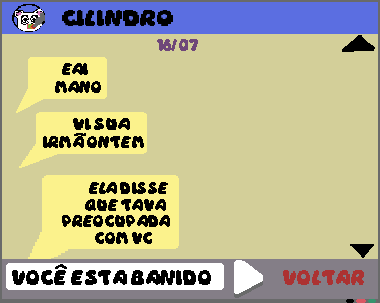 CILINDRO
16/07
EAI
MANO
VI SUA
IRMÃ ONTEM
ELA DISSE
QUE TAVA
PREOCUPADA
COM VC
VOCÊ ESTA BANIDO
VOLTAR